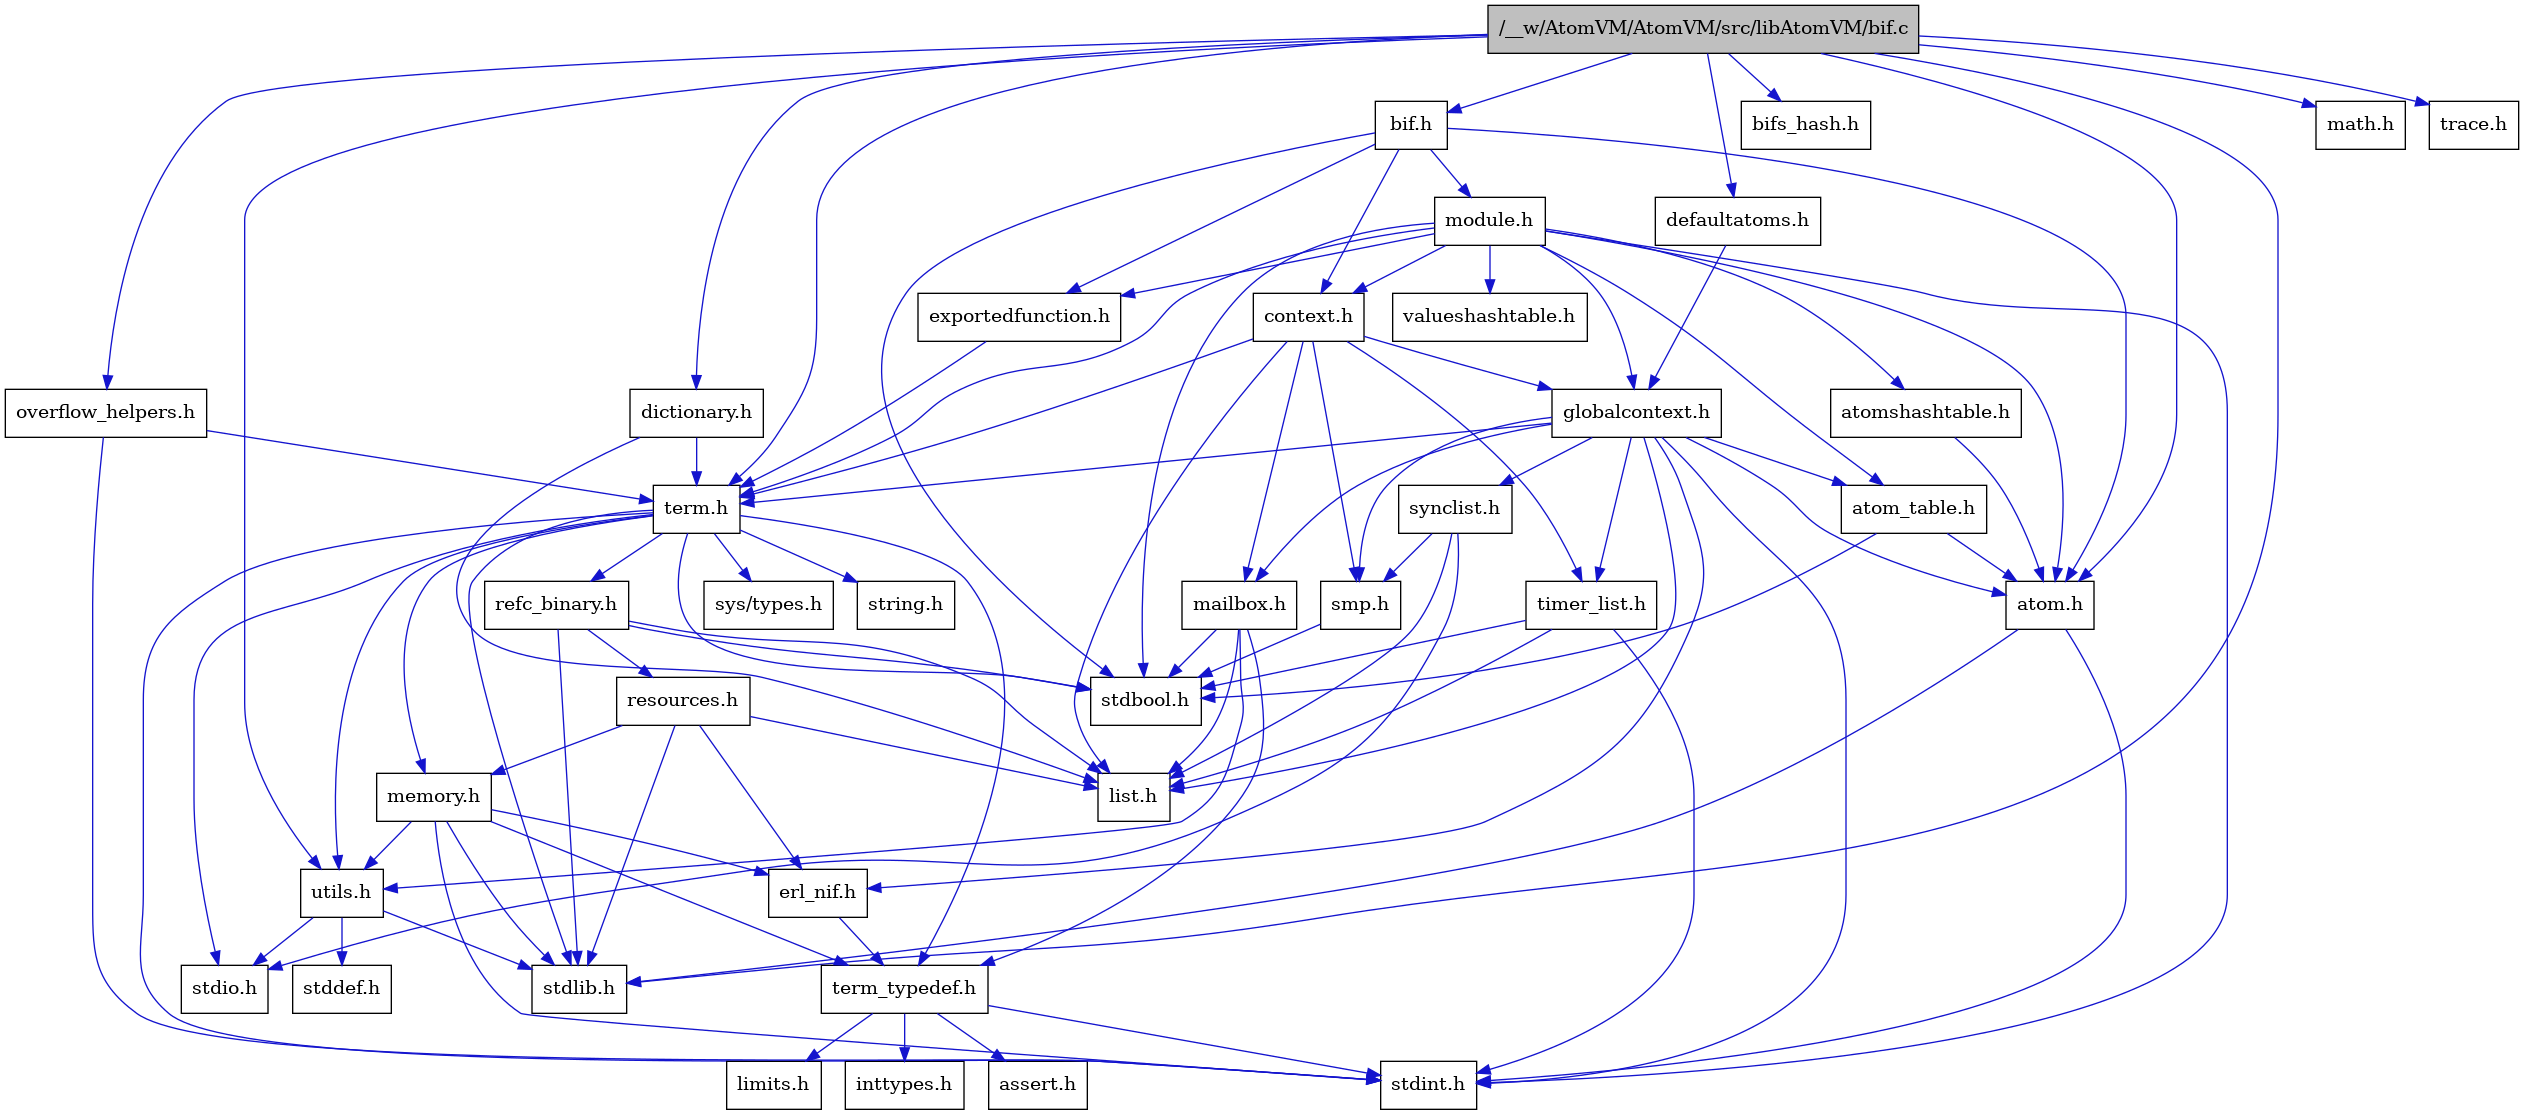 /__w/AtomVM/AtomVM/src/libAtomVM/bif.c
bif.h
bifs_hash.h
math.h
trace.h
module.h
defaultatoms.h
exportedfunction.h
context.h
valueshashtable.h
overflow_helpers.h
dictionary.h
globalcontext.h
atomshashtable.h
term.h
synclist.h
atom_table.h
refc_binary.h
sys/types.h
string.h
mailbox.h
smp.h
timer_list.h
atom.h
resources.h
stdbool.h
memory.h
list.h
utils.h
erl_nif.h
stdio.h
stddef.h
stdlib.h
term_typedef.h
limits.h
inttypes.h
assert.h
stdint.h